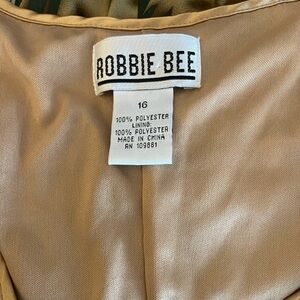 ROBBIE BEE
16
100% POLYESTER
LINING:
100% POLYESTER
MADE IN CHINA
RN 109881